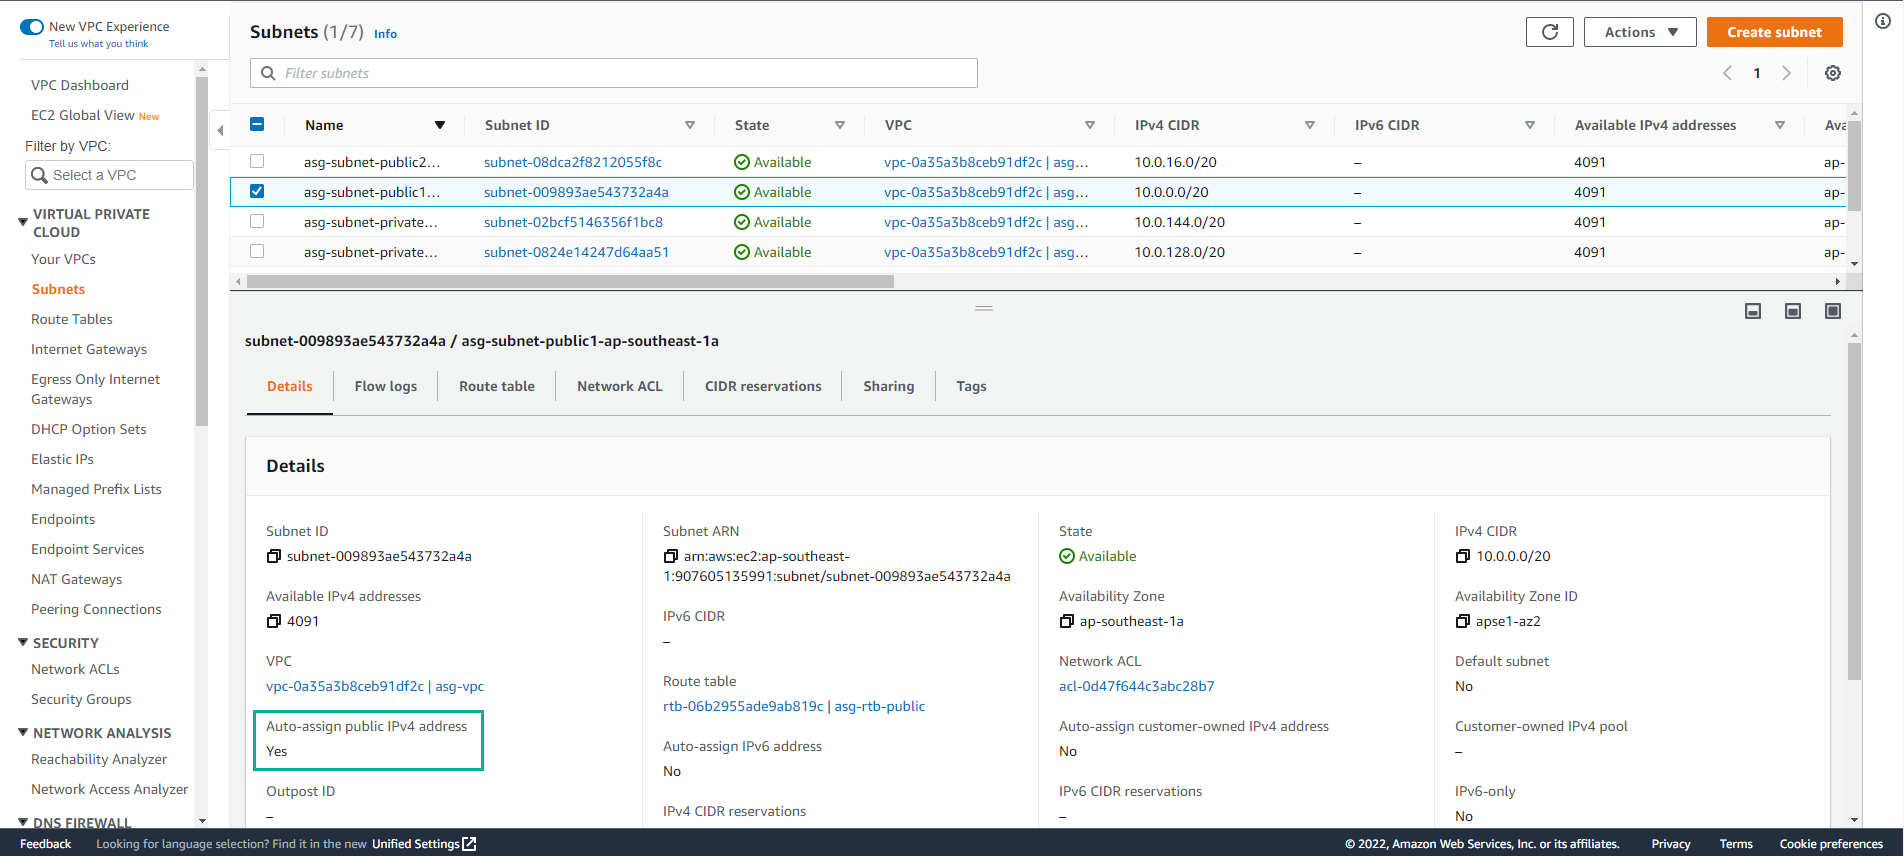 New VPC Experience
Tell us what you think
VPC Dashboard
EC2 Global View New
Filter by VPC:
Select a VPC
VIRTUAL PRIVATE
CLOUD
Your VPCs
Subnets
Route Tables
Internet Gateways
Egress Only Internet
Gateways
DHCP Option Sets
Elastic IPs
Managed Prefix Lists
Endpoints
Endpoint Services
NAT Gateways
Peering Connections
SECURITY
Network ACLs
Security Groups
NETWORK ANALYSIS
Reachability Analyzer
Network Access Analyzer
DNS FIREWALL
Subnets (1/7) Info
Actions
Create subnet
Filter subnets
1
Name Subnet ID State VPC IPv4 CIDR IPv6 CIDR Available IPv4 addresses Ava
asg-subnet-public2... subnet-08dca2f8212055f8c Available vpc-0a35a3b8ceb91df2c | asg... 10.0.16.0/20 – 4091 ap-
asg-subnet-public1... subnet-009893ae543732a4a Available vpc-0a35a3b8ceb91df2c | asg... 10.0.0.0/20 – 4091 ap-
asg-subnet-private... subnet-02bcf5146356f1bc8 Available vpc-0a35a3b8ceb91df2c | asg... 10.0.144.0/20 – 4091 ap-
asg-subnet-private... subnet-0824e14247d64aa51 Available vpc-0a35a3b8ceb91df2c | asg... 10.0.128.0/20 – 4091 ap-
subnet-009893ae543732a4a / asg-subnet-public1-ap-southeast-1a
Details Flow logs Route table Network ACL CIDR reservations Sharing Tags
Details
Subnet ID
subnet-009893ae543732a4a
Available IPv4 addresses
4091
VPC
vpc-0a35a3b8ceb91df2c | asg-vpc
Auto-assign public IPv4 address
Yes
Outpost ID
–
Subnet ARN
arn:aws:ec2:ap-southeast-
1:907605135991:subnet/subnet-009893ae543732a4a
IPv6 CIDR
–
Route table
rtb-06b2955ade9ab819c | asg-rtb-public
Auto-assign IPv6 address
No
IPv4 CIDR reservations
State
Available
Availability Zone
ap-southeast-1a
Network ACL
acl-0d47f644c3abc28b7
Auto-assign customer-owned IPv4 address
No
IPv6 CIDR reservations
–
IPv4 CIDR
10.0.0.0/20
Availability Zone ID
apse1-az2
Default subnet
No
Customer-owned IPv4 pool
–
IPv6-only
No
Feedback Looking for language selection? Find it in the new Unified Settings © 2022, Amazon Web Services, Inc. or its affiliates. Privacy Terms Cookie preferences